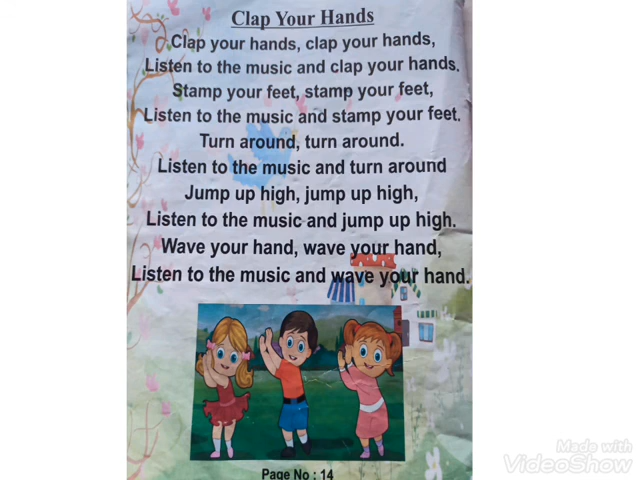 Clap Your Hands
Clap your hands, clap your hands,
Listen to the music and clap your hands.
Stamp your feet, stamp your feet,
Listen to the music and stamp your feet.
Turn around, turn around.
Listen to the music and turn around
Jump up high, jump up high,
Listen to the music and jump up high.
Wave your hand, wave your hand,
Listen to the music and wave your hand.
Page No : 14
Made with
VideoShow